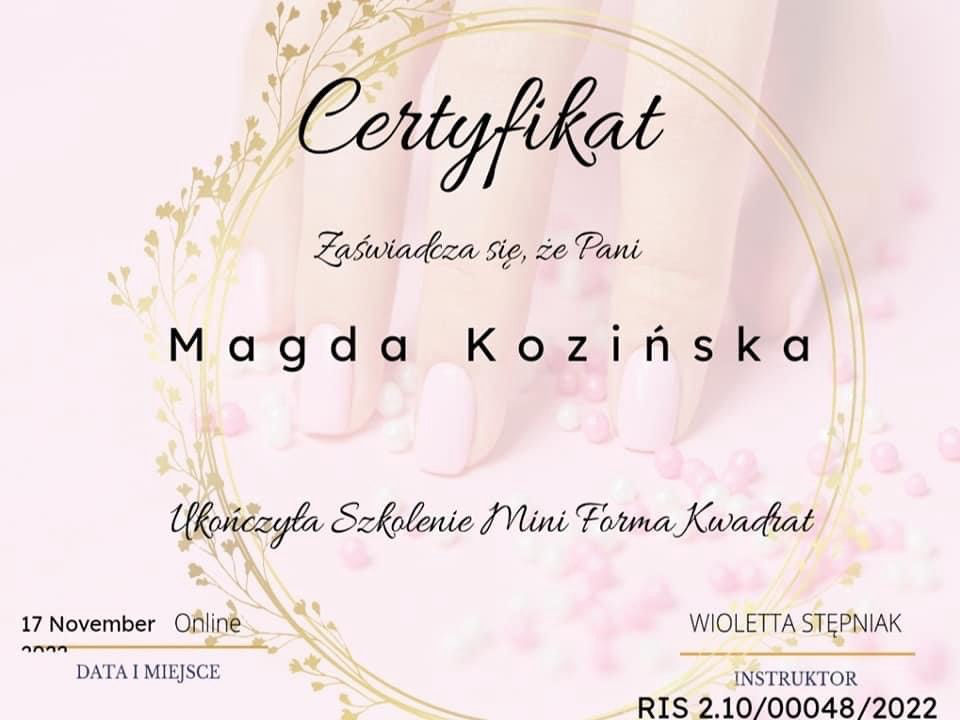 Certyfikat
Zaświadcza się, że Pani
Magda Kozińska
Ukończyła Szkolenie Mini Forma Kwadrat
17 November Online
DATA I MIEJSCE
WIOLETTA STĘPNIAK
INSTRUKTOR
RIS 2.10/00048/2022